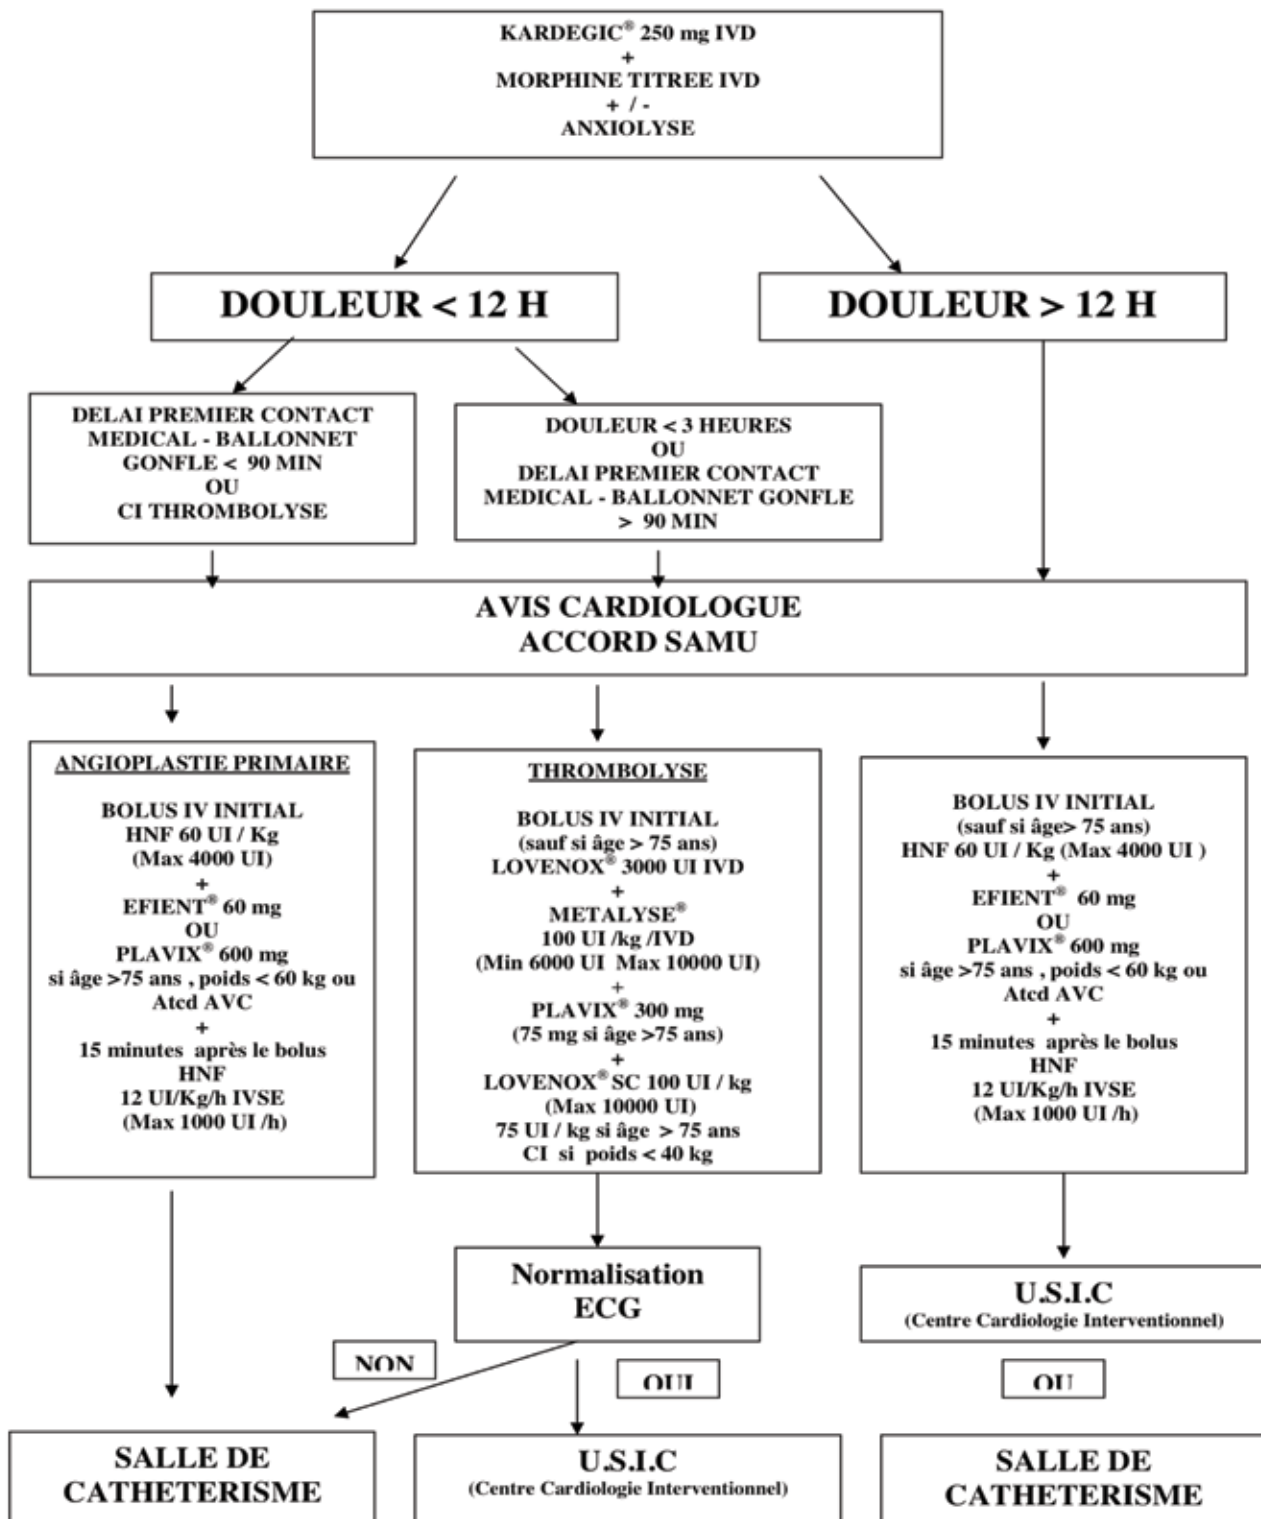 KARDEGIC® 250 mg IVD
+
MORPHINE TITREE IVD
+ / -
ANXIOLYSE
DOULEUR < 12 H
DOULEUR > 12 H
DELAI PREMIER CONTACT
MEDICAL - BALLONNET
GONFLE < 90 MIN
OU
CI THROMBOLYSE
DOULEUR < 3 HEURES
OU
DELAI PREMIER CONTACT
MEDICAL - BALLONNET GONFLE
> 90 MIN
AVIS CARDIOLOGUE
ACCORD SAMU
ANGIOPLASTIE PRIMAIRE
BOLUS IV INITIAL
HNF 60 UI / Kg
(Max 4000 UI)
+
EFIENT® 60 mg
OU
PLAVIX® 600 mg
si âge >75 ans , poids < 60 kg ou
Atcd AVC
+
15 minutes après le bolus
HNF
12 UI/Kg/h IVSE
(Max 1000 UI /h)
THROMBOLYSE
BOLUS IV INITIAL
(sauf si âge > 75 ans)
LOVENOX® 3000 UI IVD
+
METALYSE®
100 UI /kg /IVD
(Min 6000 UI Max 10000 UI)
+
PLAVIX® 300 mg
(75 mg si âge >75 ans)
+
LOVENOX® SC 100 UI / kg
(Max 10000 UI)
75 UI / kg si âge > 75 ans
CI si poids < 40 kg
BOLUS IV INITIAL
(sauf si âge> 75 ans)
HNF 60 UI / Kg (Max 4000 UI )
+
EFIENT® 60 mg
OU
PLAVIX® 600 mg
si âge >75 ans , poids < 60 kg ou
Atcd AVC
+
15 minutes après le bolus
HNF
12 UI/Kg/h IVSE
(Max 1000 UI /h)
Normalisation
ECG
U.S.I.C
(Centre Cardiologie Interventionnel)
NON
OUI
OU
SALLE DE
CATHETERISME
U.S.I.C
(Centre Cardiologie Interventionnel)
SALLE DE
CATHETERISME